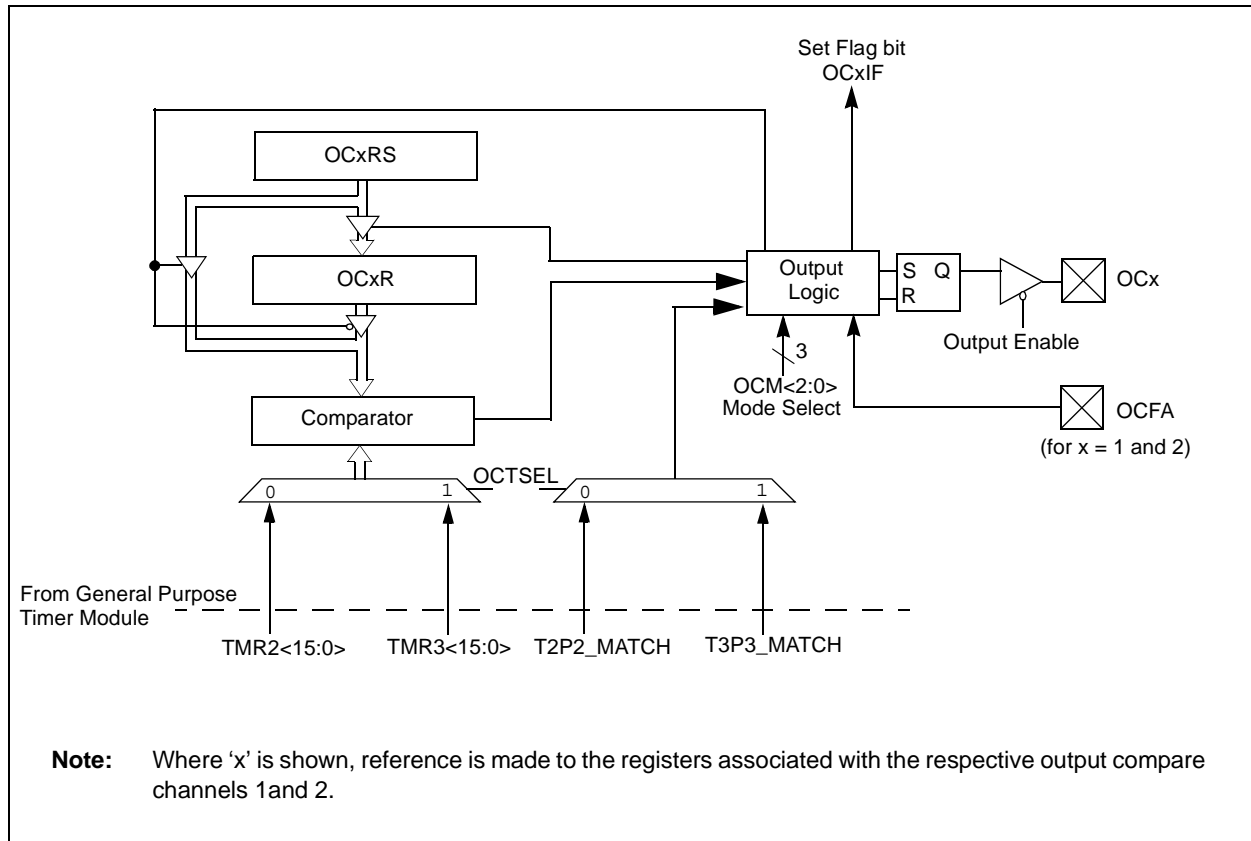 Set Flag bit
OCxIF
OCxRS
OCxR
Output
Logic
S Q
R
OCx
Output Enable
3
OCM<2:0>
Mode Select
OCFA
(for x = 1 and 2)
Comparator
OCTSEL
0 1
0 1
From General Purpose
Timer Module
TMR2<15:0> TMR3<15:0> T2P2_MATCH T3P3_MATCH
Note: Where ‘x’ is shown, reference is made to the registers associated with the respective output compare
channels 1and 2.